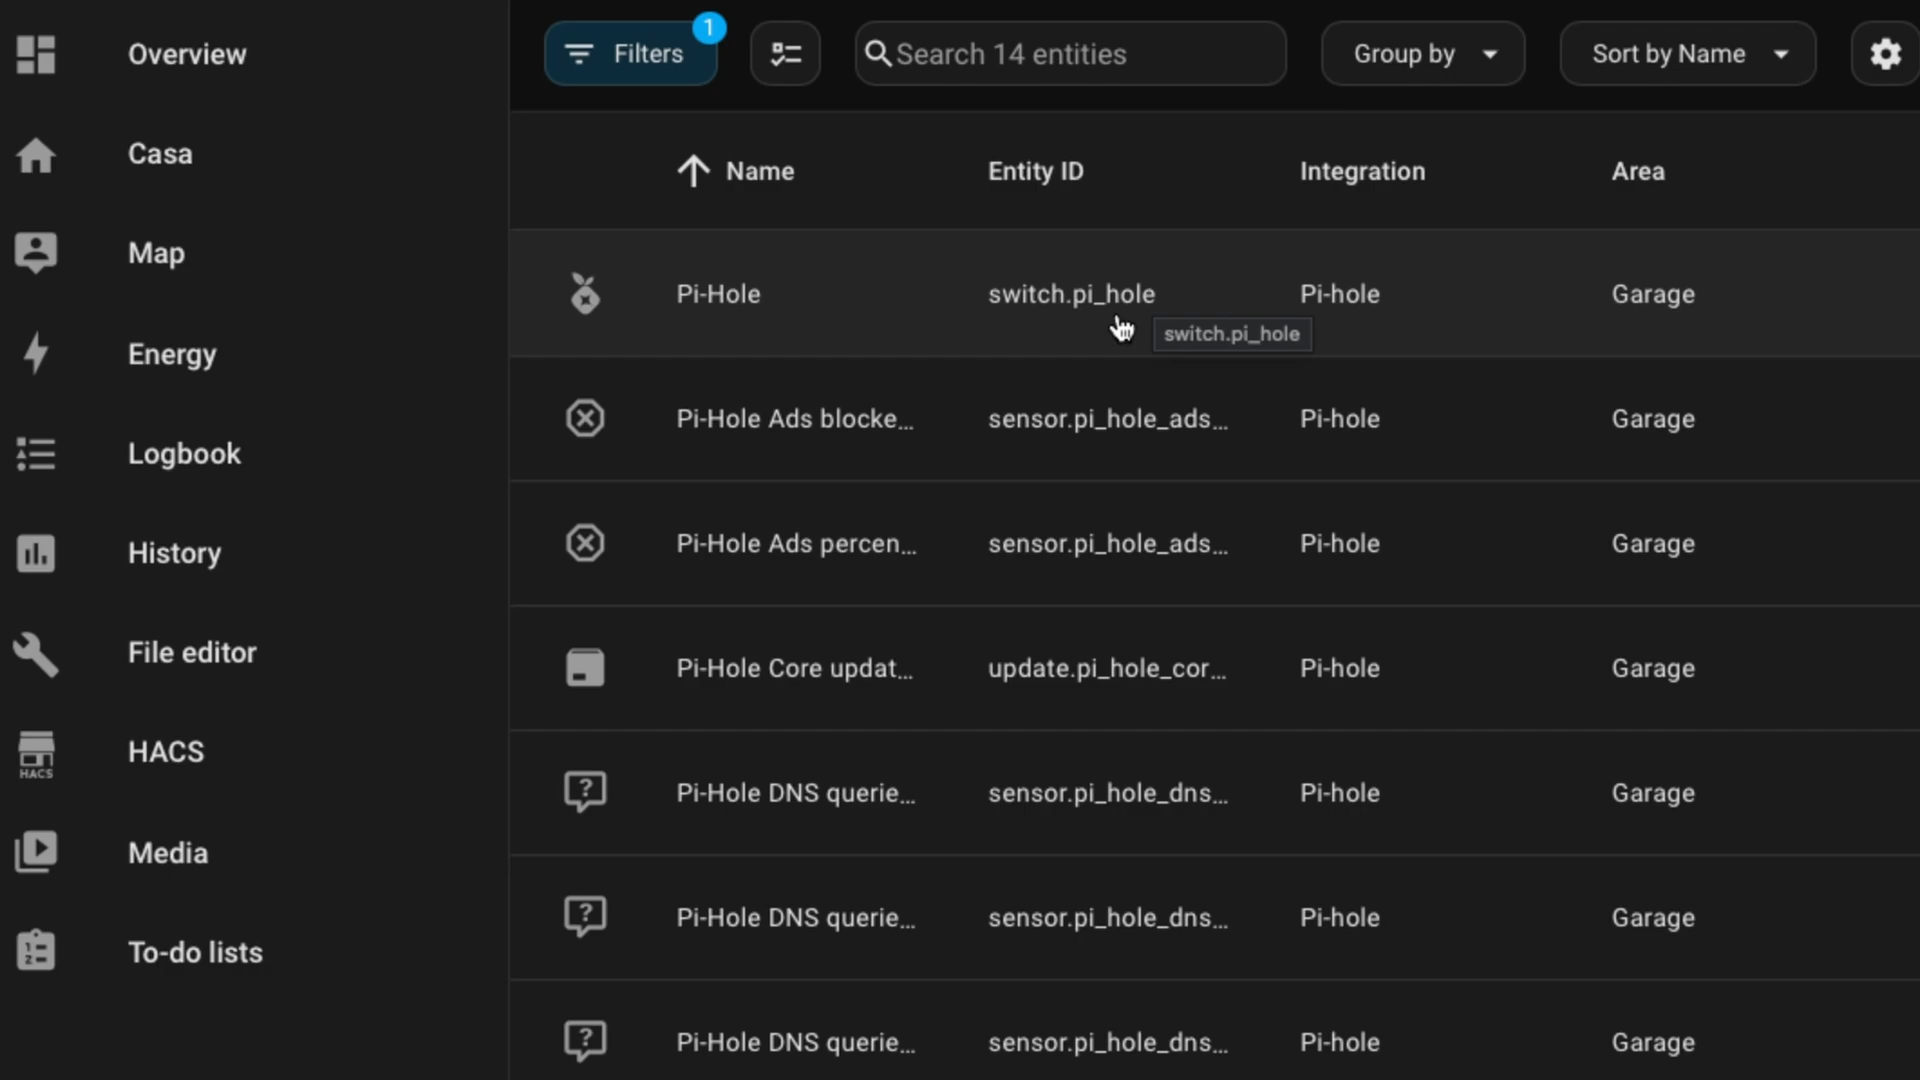 Overview
Casa
Map
Energy
Logbook
History
File editor
HACS
HACS
Media
To-do lists
Filters 1
Search 14 entities
Group by
Sort by Name
Name Entity ID Integration Area
Pi-Hole switch.pi_hole Pi-hole Garage
switch.pi_hole
Pi-Hole Ads blocke... sensor.pi_hole_ads... Pi-hole Garage
Pi-Hole Ads percen... sensor.pi_hole_ads... Pi-hole Garage
Pi-Hole Core updat... update.pi_hole_cor... Pi-hole Garage
Pi-Hole DNS querie... sensor.pi_hole_dns... Pi-hole Garage
Pi-Hole DNS querie... sensor.pi_hole_dns... Pi-hole Garage
Pi-Hole DNS querie... sensor.pi_hole_dns... Pi-hole Garage